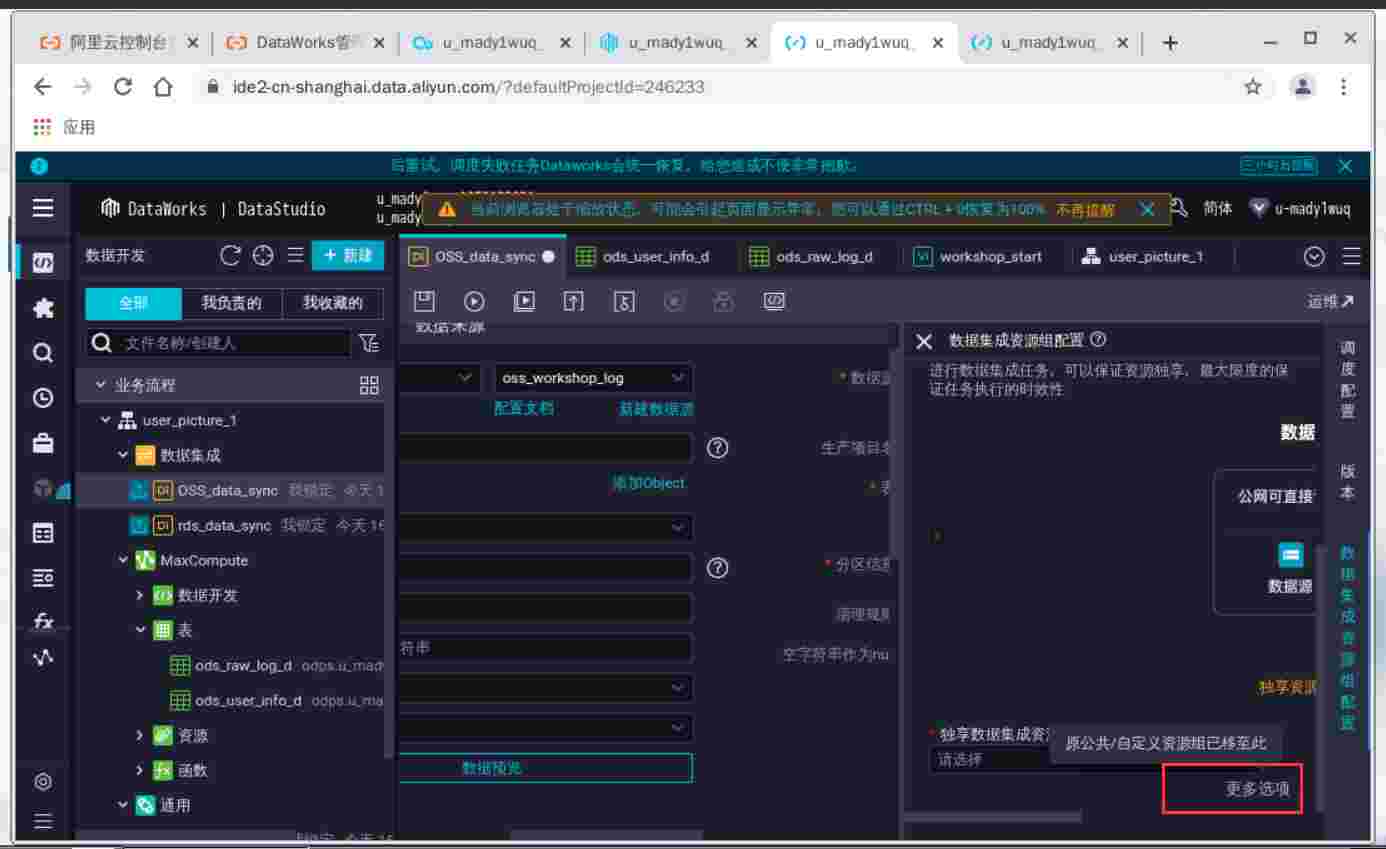 阿里云控制台
DataWorks管
u_mady1wuq_
u_mady1wuq_
u_mady1wuq_
u_mady1wuq_
ide2-cn-shanghai.data.aliyun.com/?defaultProjectId=246233
应用
后重试，调度失败任务Dataworks会统一恢复，给您造成不便非常抱歉。
三小时后提醒
DataWorks | DataStudio
u_mady
u_mady
当前浏览器处于缩放状态，可能会引起页面显示异常，您可以通过CTRL + 0恢复为100% 不再提醒
简体
u-mady1wuq
数据开发
新建
OSS_data_sync
ods_user_info_d
ods_raw_log_d
workshop_start
user_picture_1
全部
我负责的
我收藏的
运维
文件名称/创建人
数据来源
数据集成资源组配置
进行数据集成任务，可以保证资源独享，最大限度的保
证任务执行的时效性
业务流程
oss_workshop_log
* 数据源
配置文档
新建数据源
user_picture_1
数据
数据集成
生产项目名
添加Object
* 表
OSS_data_sync 我锁定 今天 1
公网可直接
rds_data_sync 我锁定 今天 16
MaxCompute
* 分区信息
数据源
数据开发
清理规则
表
符串
空字符串作为nu
ods_raw_log_d odps.u_mad
独享资源
ods_user_info_d odps.u_ma
资源
* 独享数据集成资
原公共/自定义资源组已移至此
请选择
函数
数据预览
更多选项
通用
调度配置
版本
数据集成资源组配置